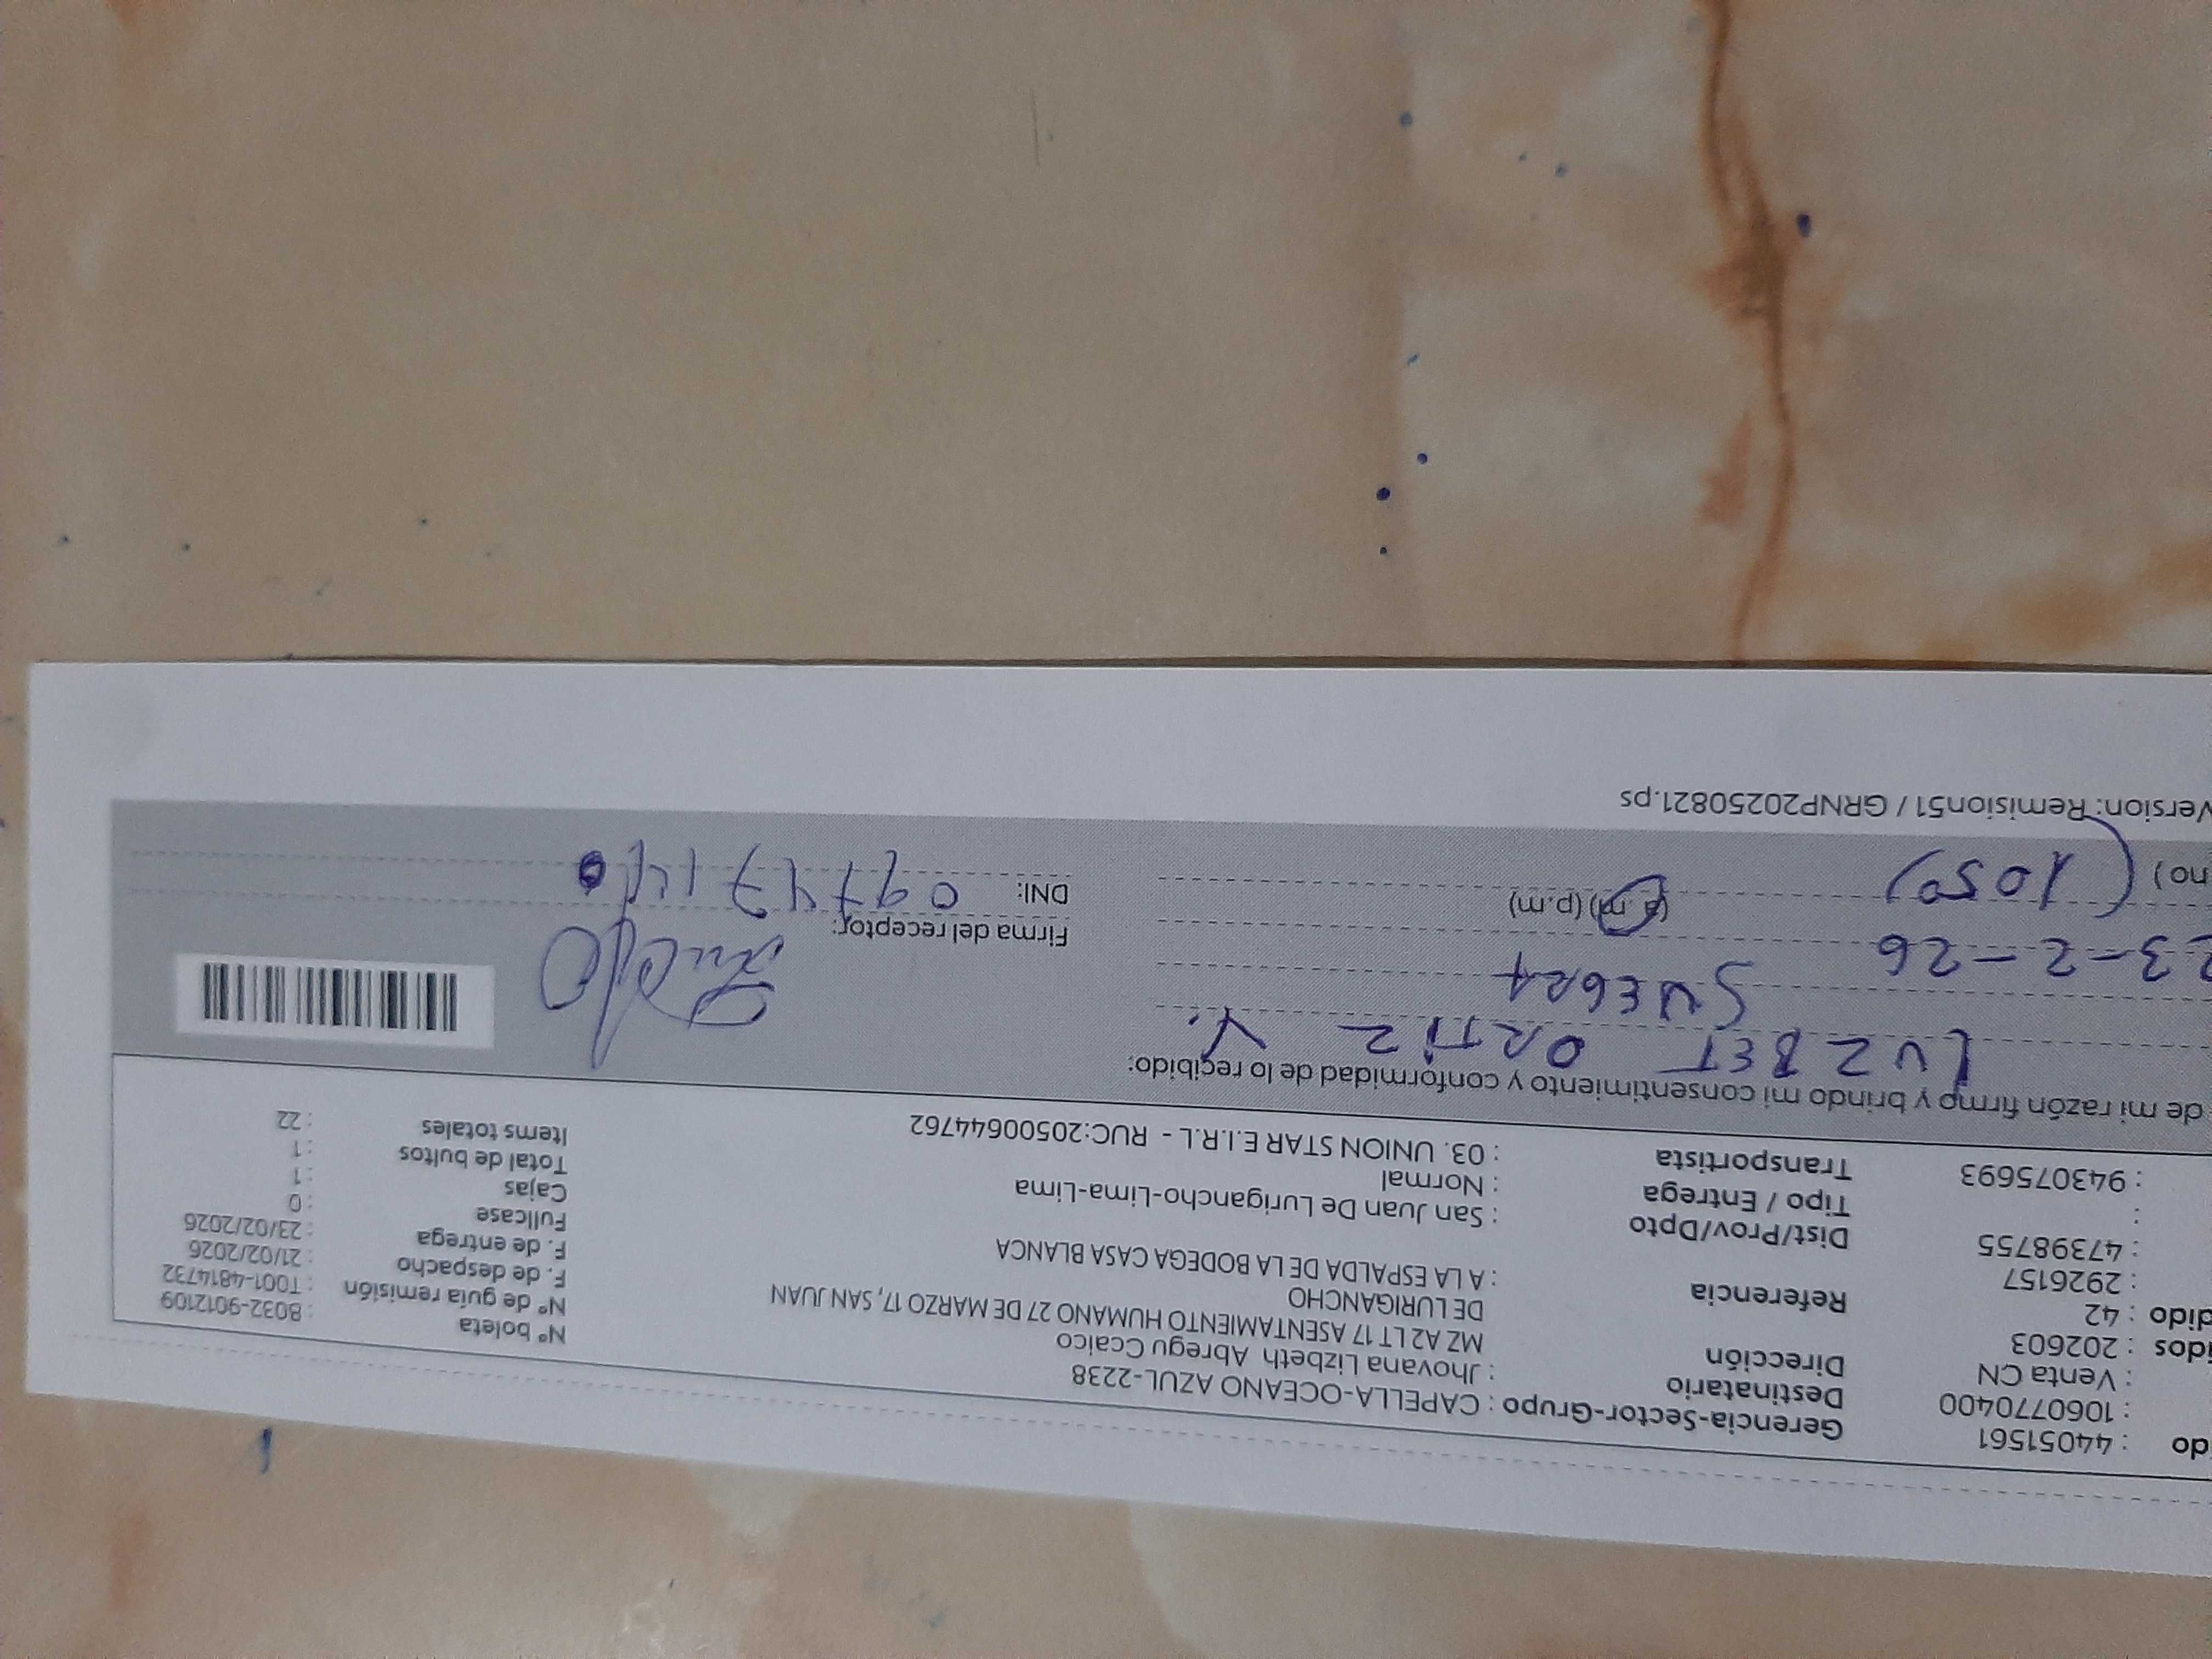 do : 44051561 Gerencia-Sector-Grupo : CAPELLA-OCEANO AZUL-2238
: 1060770400 Destinatario : Jhovana Lizbeth Abregu Ccaico
: Venta CN Dirección MZ A2 LT 17 ASENTAMIENTO HUMANO 27 DE MARZO 17, SAN JUAN
dos : 202603 DE LURIGANCHO
dido : 42 Referencia : A LA ESPALDA DE LA BODEGA CASA BLANCA
: 2926157
: 47398755 Dist/Prov/Dpto : San Juan De Lurigancho-Lima-Lima
: Tipo / Entrega : Normal
: 943075693 Transportista : 03. UNION STAR E.I.R.L - RUC:20500644762
Nº boleta : B032-9012109
Nº de guía remisión : T001-4814732
F. de despacho : 21/02/2026
F. de entrega : 23/02/2026
Fullcase : 0
Cajas : 1
Total de bultos : 1
Items totales : 22
de mi razón firmo y brindo mi consentimiento y conformidad de lo recibido:
LUZ BET ORTIZ Y.
SUEGRA
23-2-26
no) (1050) (a.m) (p.m)
Firma del receptor:
DNI: 09747140
Version: Remision51 / GRNP20250821.ps